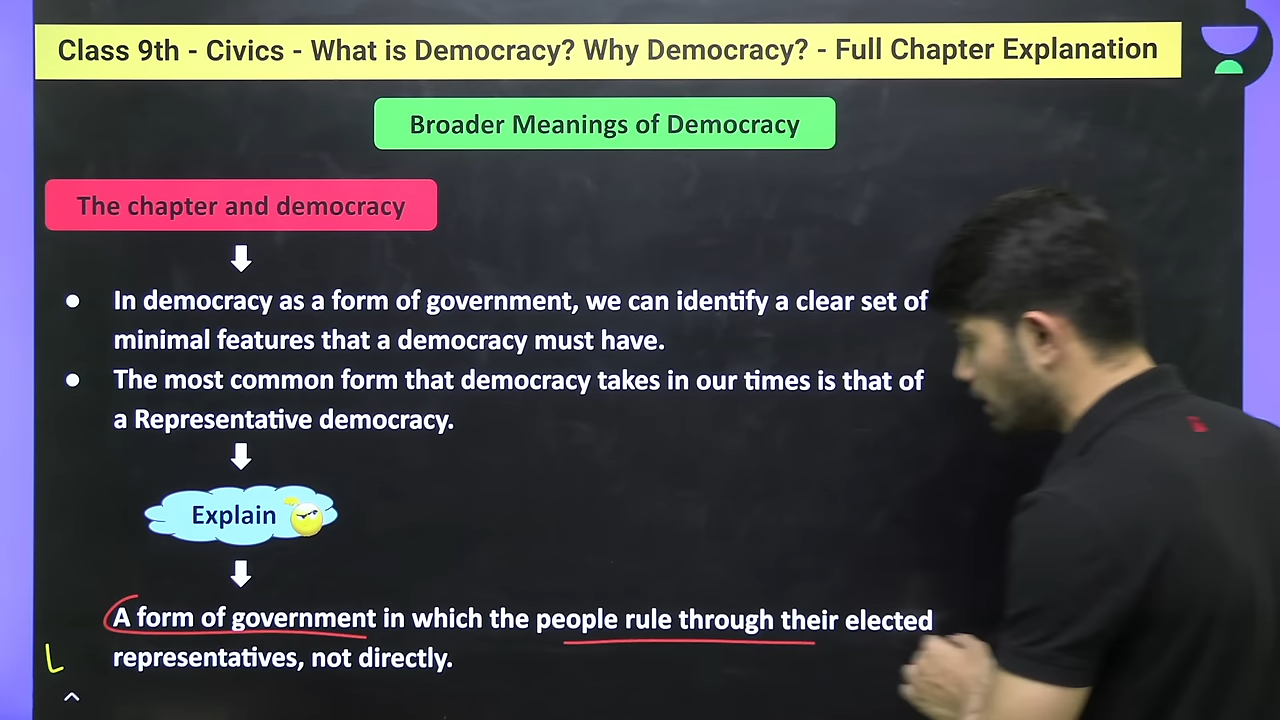 Class 9th - Civics - What is Democracy? Why Democracy? - Full Chapter Explanation
Broader Meanings of Democracy
The chapter and democracy
In democracy as a form of government, we can identify a clear set of
minimal features that a democracy must have.
The most common form that democracy takes in our times is that of
a Representative democracy.
Explain
A form of government in which the people rule through their elected
representatives, not directly.
L